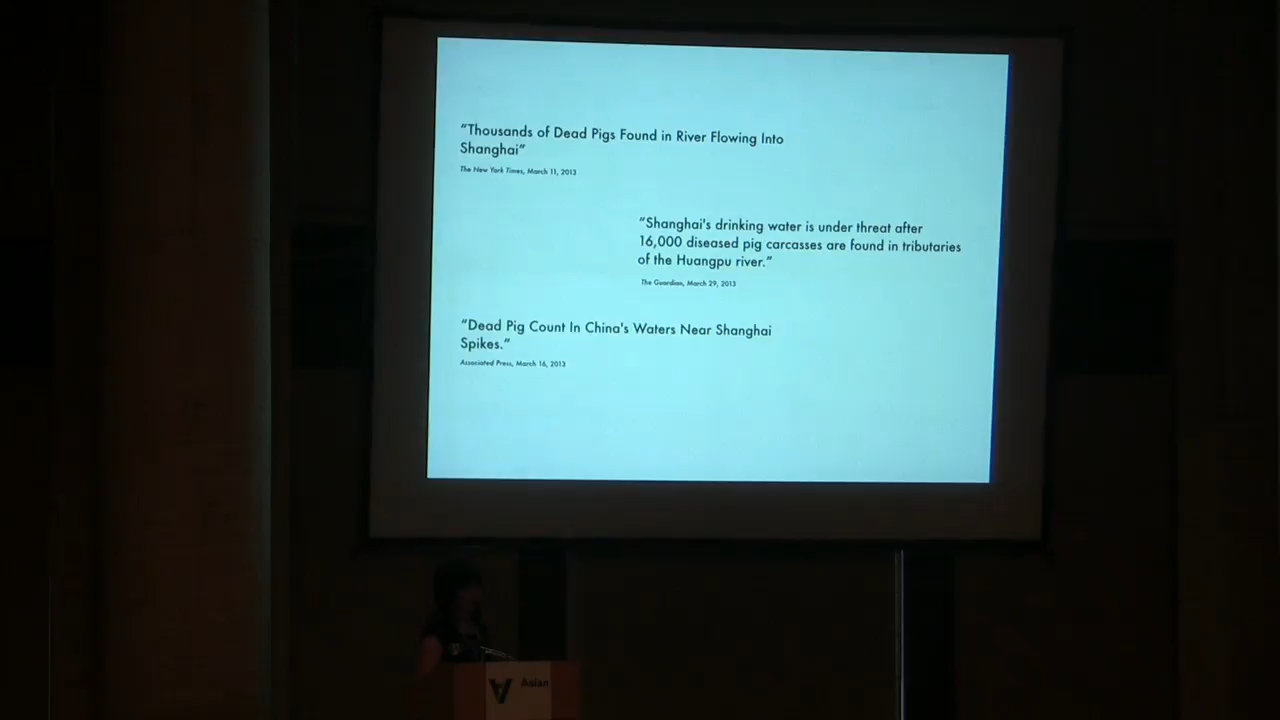 “Thousands of Dead Pigs Found in River Flowing Into
Shanghai”
The New York Times, March 11, 2013
“Shanghai's drinking water is under threat after
16,000 diseased pig carcasses are found in tributaries
of the Huangpu river.”
The Guardian, March 29, 2013
“Dead Pig Count In China's Waters Near Shanghai
Spikes.”
Associated Press, March 16, 2013
Asian